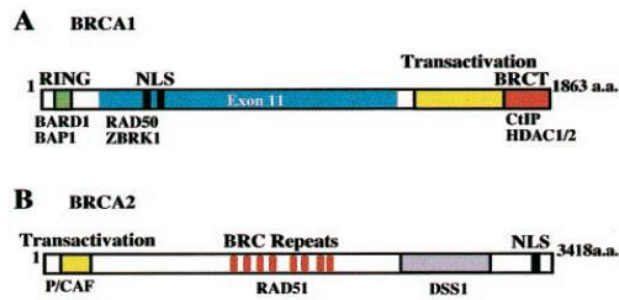 A BRCA1
Transactivation
RING NLS BRCT
1 Exon 11 1863 a.a.
BARD1 RAD50 CtIP
BAP1 ZBRK1 HDAC1/2
B BRCA2
Transactivation BRC Repeats NLS
1 3418a.a.
P/CAF RAD51 DSS1